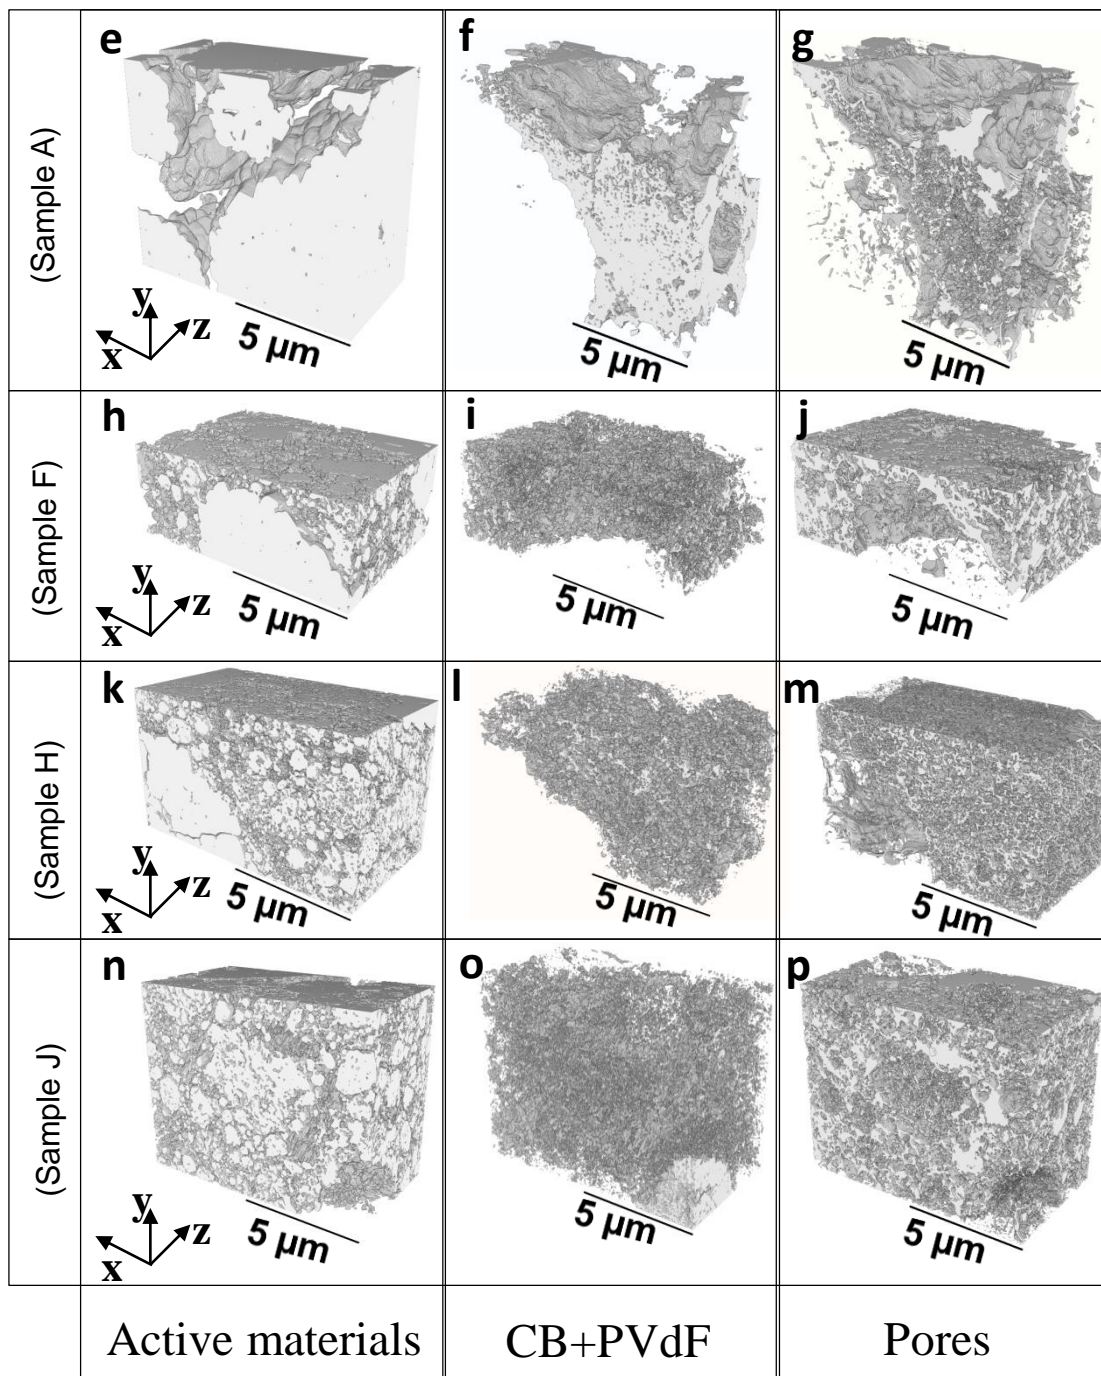 e
f
g
(Sample A)
y
z
x
5 µm
5 µm
5 µm
h
i
j
(Sample F)
y
z
x
5 µm
5 µm
5 µm
k
l
m
(Sample H)
y
z
x
5 µm
5 µm
5 µm
n
o
p
(Sample J)
y
z
x
5 µm
5 µm
5 µm
Active materials
CB+PVdF
Pores